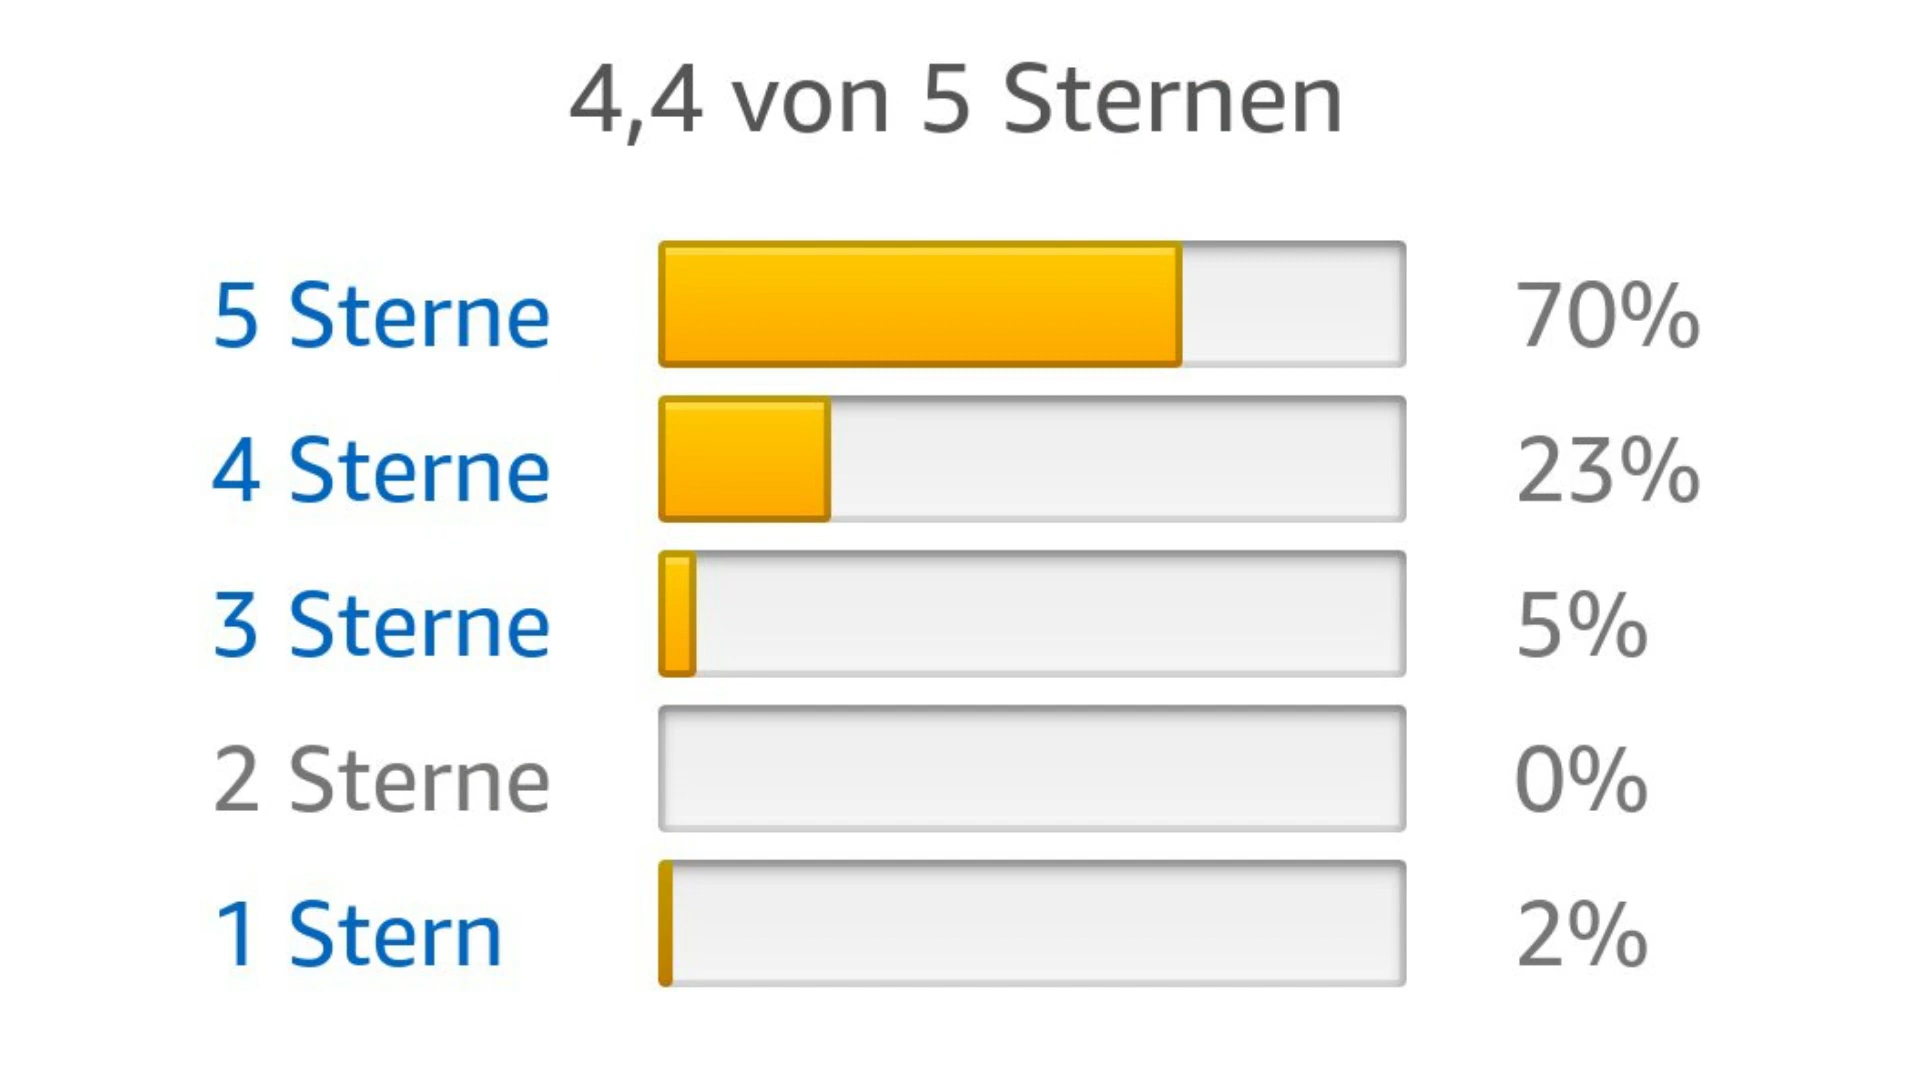 4,4 von 5 Sternen
5 Sterne 70%
4 Sterne 23%
3 Sterne 5%
2 Sterne 0%
1 Stern 2%